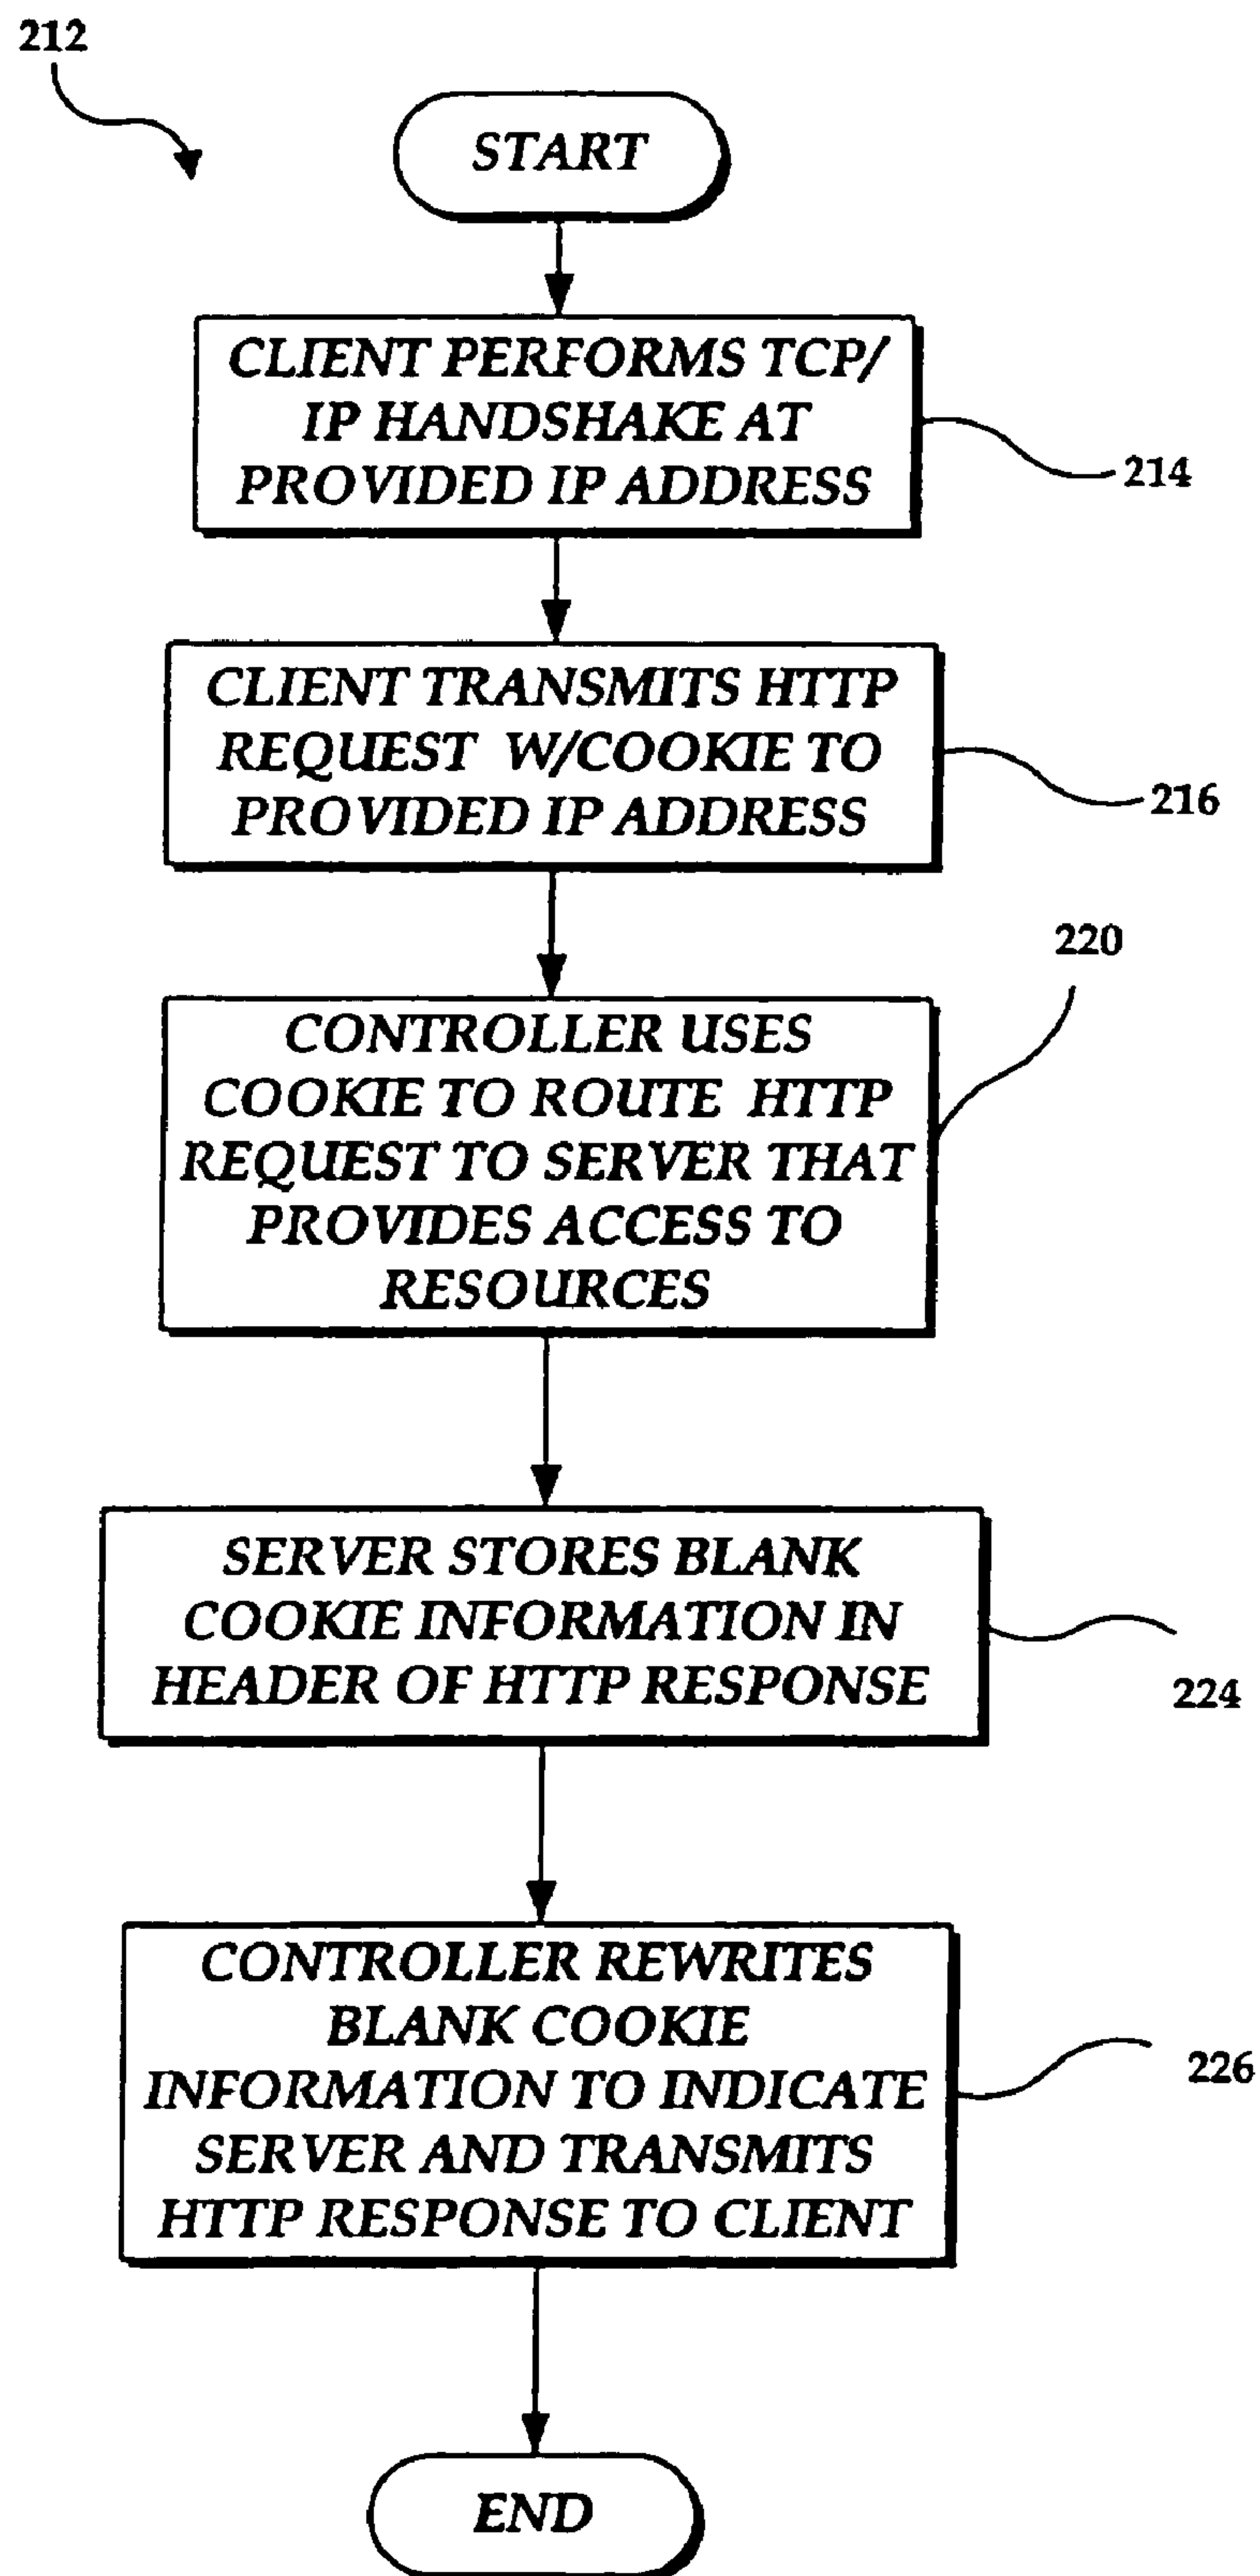 212
START
CLIENT PERFORMS TCP/
IP HANDSHAKE AT
PROVIDED IP ADDRESS
214
CLIENT TRANSMITS HTTP
REQUEST W/COOKIE TO
PROVIDED IP ADDRESS
216
220
CONTROLLER USES
COOKIE TO ROUTE HTTP
REQUEST TO SERVER THAT
PROVIDES ACCESS TO
RESOURCES
SERVER STORES BLANK
COOKIE INFORMATION IN
HEADER OF HTTP RESPONSE
224
CONTROLLER REWRITES
BLANK COOKIE
INFORMATION TO INDICATE
SERVER AND TRANSMITS
HTTP RESPONSE TO CLIENT
226
END